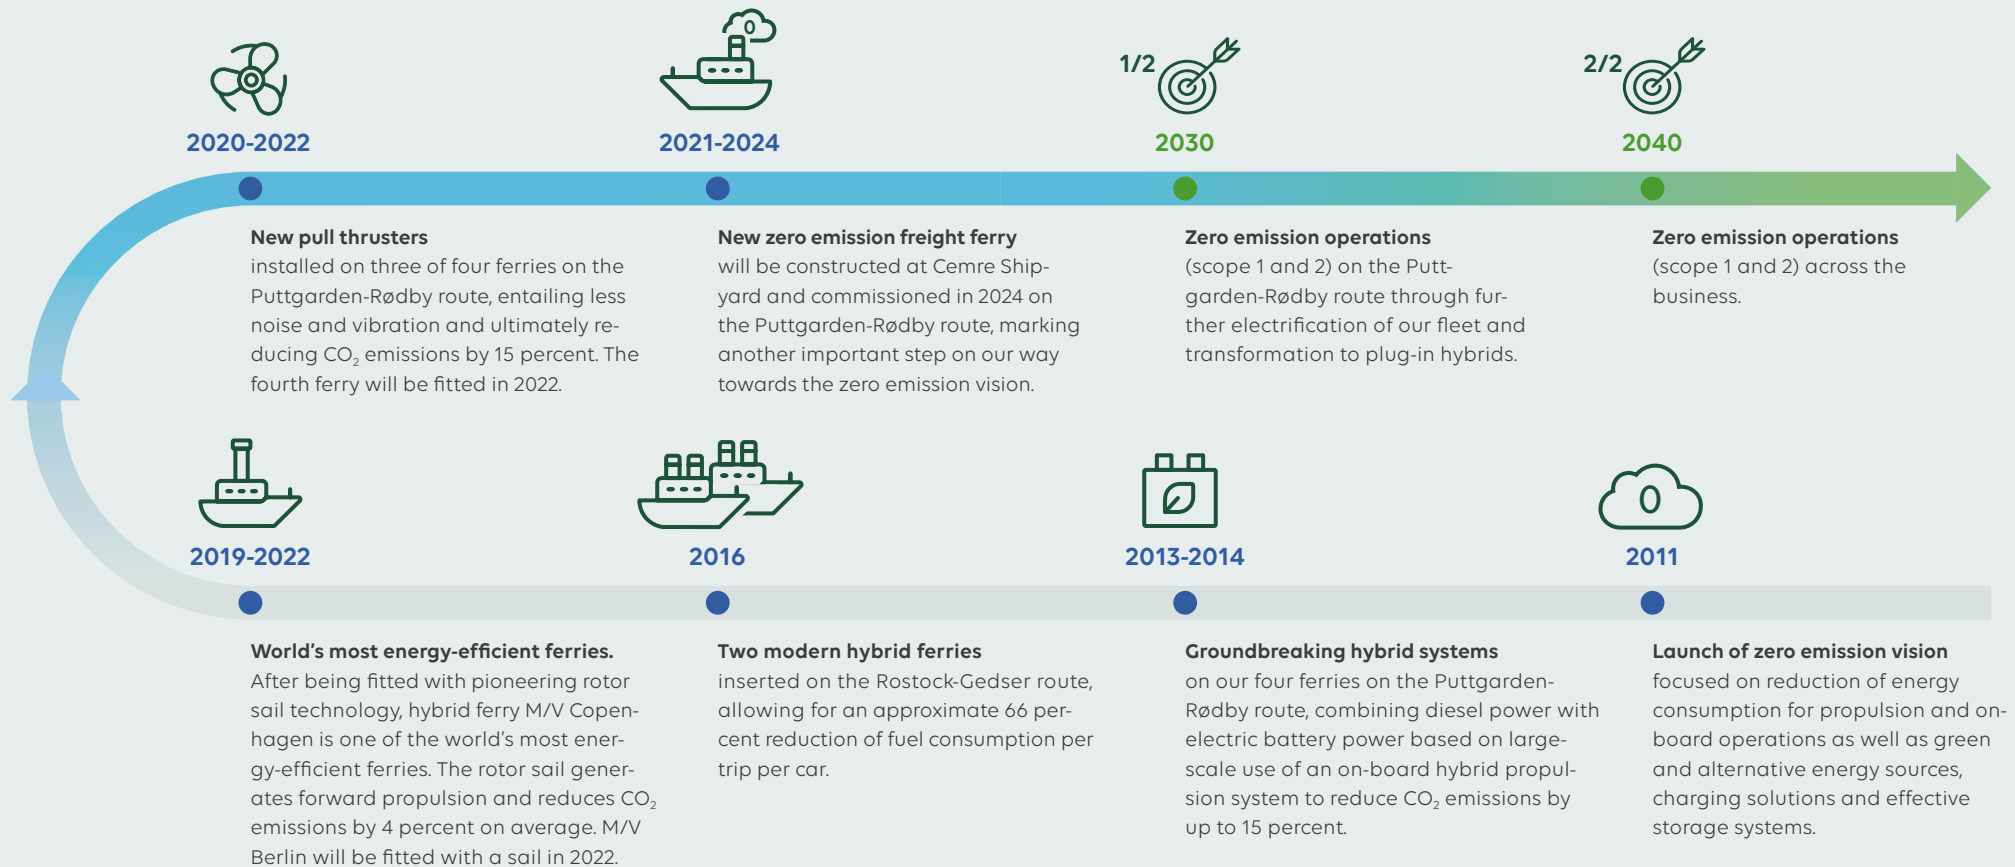 0
1/2
2/2
2020-2022
2021-2024
2030
2040
New pull thrusters
installed on three of four ferries on the
Puttgarden-Rødby route, entailing less
noise and vibration and ultimately re-
ducing CO₂ emissions by 15 percent. The
fourth ferry will be fitted in 2022.
New zero emission freight ferry
will be constructed at Cemre Ship-
yard and commissioned in 2024 on
the Puttgarden-Rødby route, marking
another important step on our way
towards the zero emission vision.
Zero emission operations
(scope 1 and 2) on the Putt-
garden-Rødby route through fur-
ther electrification of our fleet and
transformation to plug-in hybrids.
Zero emission operations
(scope 1 and 2) across the
business.
0
2019-2022
2016
2013-2014
2011
World's most energy-efficient ferries.
After being fitted with pioneering rotor
sail technology, hybrid ferry M/V Copen-
hagen is one of the world's most ener-
gy-efficient ferries. The rotor sail gener-
ates forward propulsion and reduces CO₂
emissions by 4 percent on average. M/V
Berlin will be fitted with a sail in 2022.
Two modern hybrid ferries
inserted on the Rostock-Gedser route,
allowing for an approximate 66 per-
cent reduction of fuel consumption per
trip per car.
Groundbreaking hybrid systems
on our four ferries on the Puttgarden-
Rødby route, combining diesel power with
electric battery power based on large-
scale use of an on-board hybrid propul-
sion system to reduce CO₂ emissions by
up to 15 percent.
Launch of zero emission vision
focused on reduction of energy
consumption for propulsion and on-
board operations as well as green
and alternative energy sources,
charging solutions and effective
storage systems.